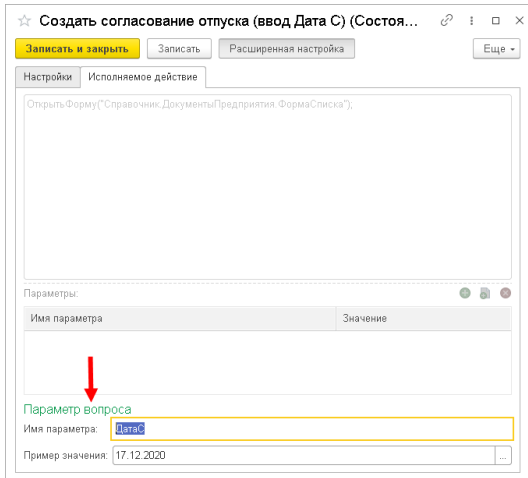 Создать согласование отпуска (ввод Дата С) (Состоя...
Записать и закрыть Записать Расширенная настройка Еще
Настройки Исполняемое действие
ОткрытьФорму("Справочник.ДокументыПредприятия.ФормаСписка");
Параметры:
Имя параметра Значение
Параметр вопроса
Имя параметра: ДатаС
Пример значения: 17.12.2020 ...